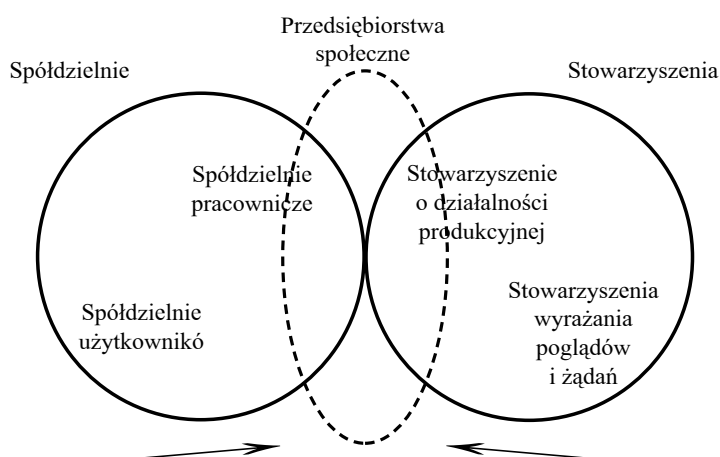 Przedsiębiorstwa
społeczne
Spółdzielnie
Stowarzyszenia
Spółdzielnie
pracownicze
Stowarzyszenie
o działalności
produkcyjnej
Spółdzielnie
użytkownikó
Stowarzyszenia
wyrażania
poglądów
i żądań